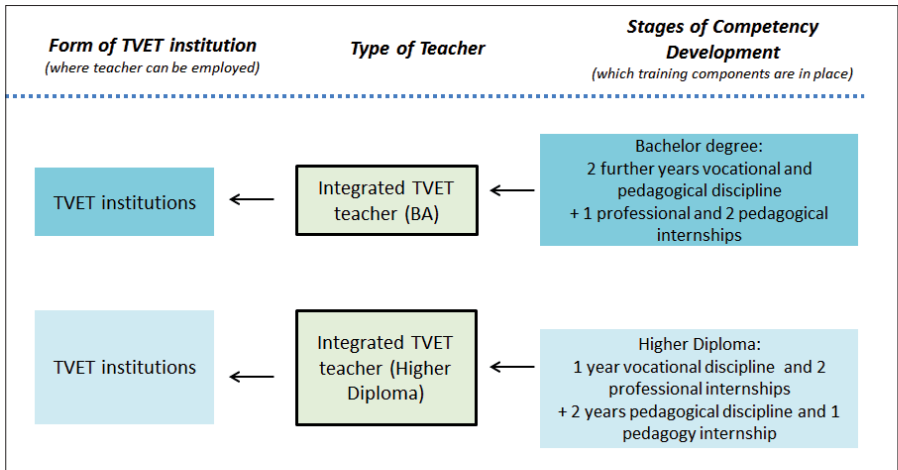 Form of TVET institution
(where teacher can be employed)
Type of Teacher
Stages of Competency
Development
(which training components are in place)
TVET institutions
Integrated TVET
teacher (BA)
Bachelor degree:
2 further years vocational and
pedagogical discipline
+ 1 professional and 2 pedagogical
internships
TVET institutions
Integrated TVET
teacher (Higher
Diploma)
Higher Diploma:
1 year vocational discipline and 2
professional internships
+ 2 years pedagogical discipline and 1
pedagogy internship